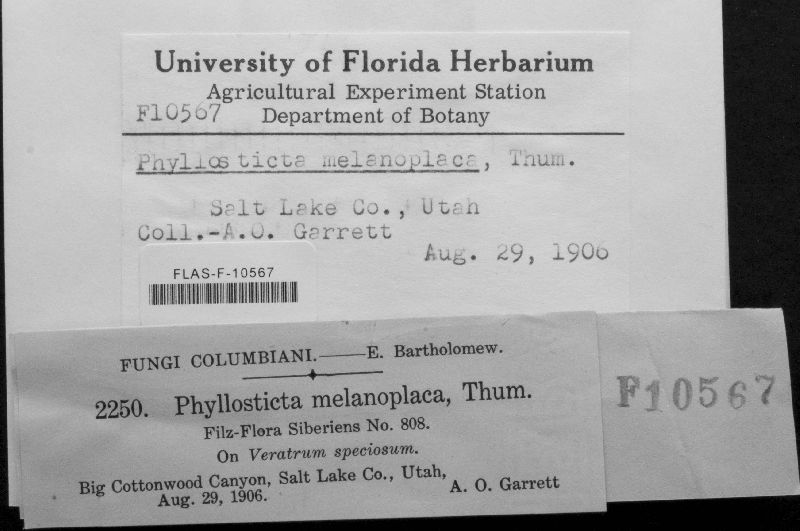 University of Florida Herbarium
Agricultural Experiment Station
F10567 Department of Botany
Phyllosticta melanoplaca, Thum.
Salt Lake Co., Utah
Coll.-A.O. Garrett
Aug. 29, 1906
FLAS-F-10567
FUNGI COLUMBIANI.——E. Bartholomew.
2250. Phyllosticta melanoplaca, Thum.
Filz-Flora Siberiens No. 808.
On Veratrum speciosum.
Big Cottonwood Canyon, Salt Lake Co., Utah,
Aug. 29, 1906. A. O. Garrett
F10567